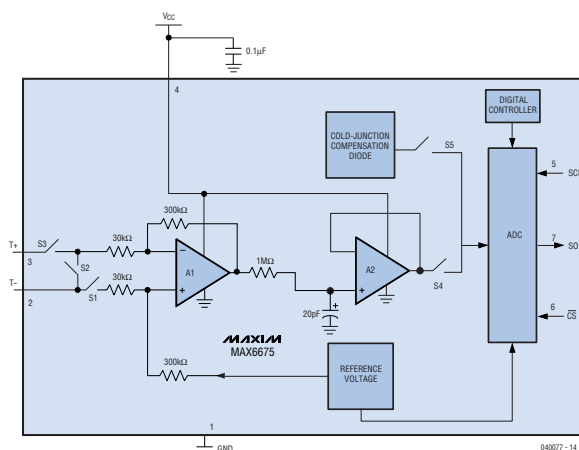 VCC
0.1µF
4
DIGITAL
CONTROLLER
COLD-JUNCTION
COMPENSATION
DIODE
S5
5
SCK
300kΩ
T+
S3
3
30kΩ
S2
1MΩ
A1
A2
ADC
7
SO
T–
2
S1
30kΩ
S4
20pF
6
CS
MAXIM
MAX6675
300kΩ
REFERENCE
VOLTAGE
1
GND
040077 - 14